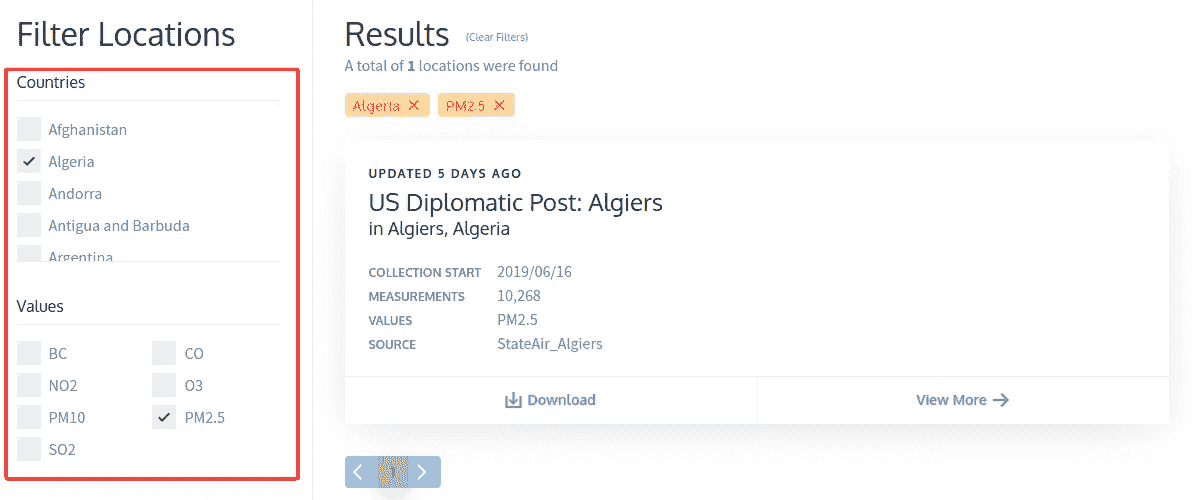 Filter Locations
Countries
Afghanistan
Algeria
Andorra
Antigua and Barbuda
Argentina
Values
BC
CO
NO2
O3
PM10
PM2.5
SO2
Results (Clear Filters)
A total of 1 locations were found
Algeria
PM2.5
UPDATED 5 DAYS AGO
US Diplomatic Post: Algiers
in Algiers, Algeria
COLLECTION START 2019/06/16
MEASUREMENTS 10,268
VALUES PM2.5
SOURCE StateAir_Algiers
Download
View More
1